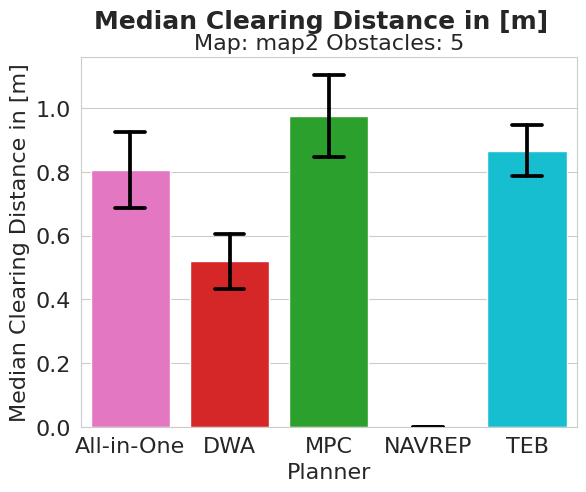 Median Clearing Distance in [m]
Map: map2 Obstacles: 5
Median Clearing Distance in [m]
1.0
0.8
0.6
0.4
0.2
0.0
All-in-One DWA MPC NAVREP TEB
Planner